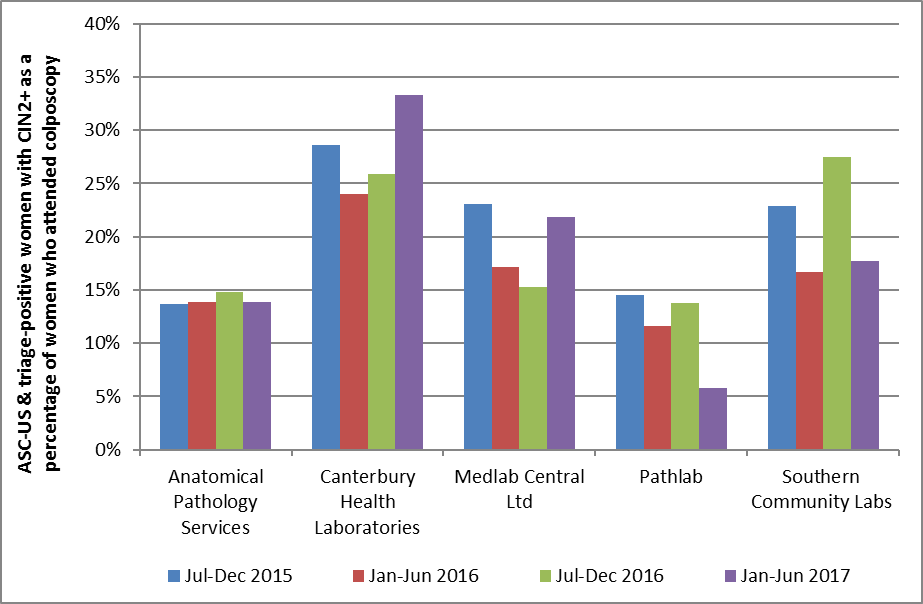 ASC-US & triage-positive women with CIN2+ as a
percentage of women who attended colposcopy
40%
35%
30%
25%
20%
15%
10%
5%
0%
Anatomical
Pathology
Services
Canterbury
Health
Laboratories
Medlab Central
Ltd
Pathlab
Southern
Community Labs
Jul-Dec 2015
Jan-Jun 2016
Jul-Dec 2016
Jan-Jun 2017